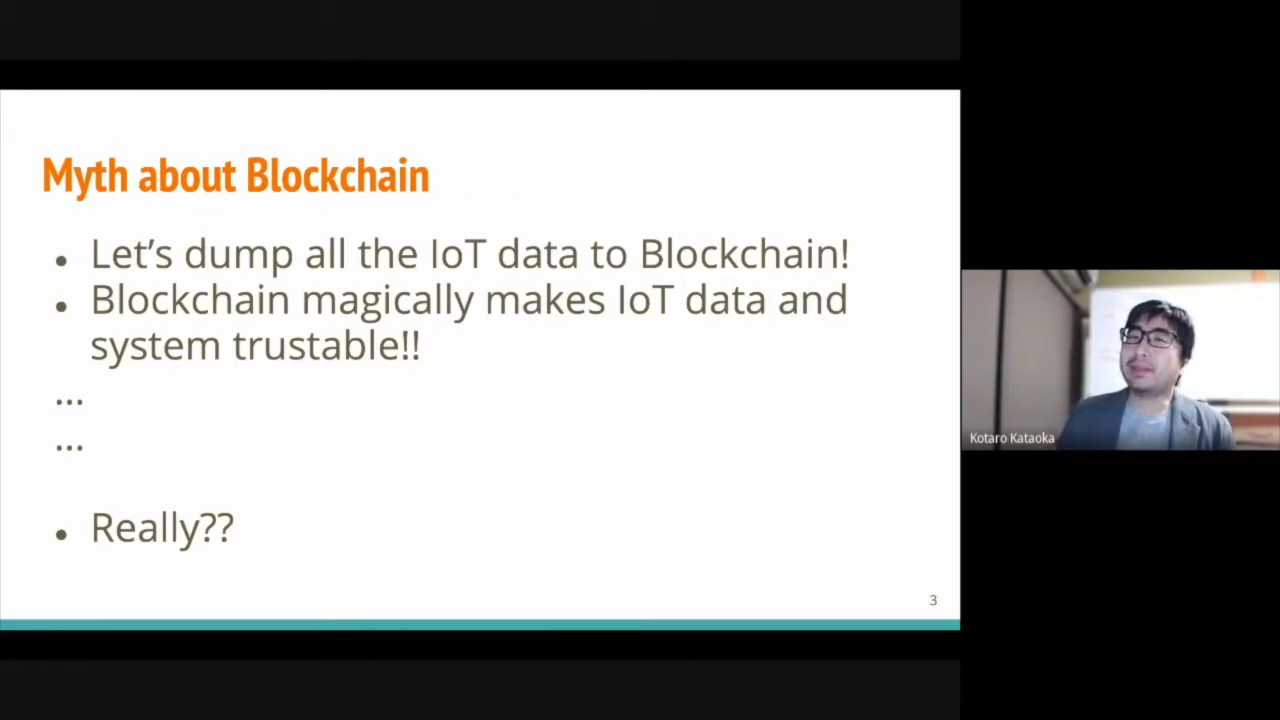 Myth about Blockchain
• Let’s dump all the IoT data to Blockchain!
• Blockchain magically makes IoT data and
system trustable!!
...
...
• Really??
3
Kotaro Kataoka